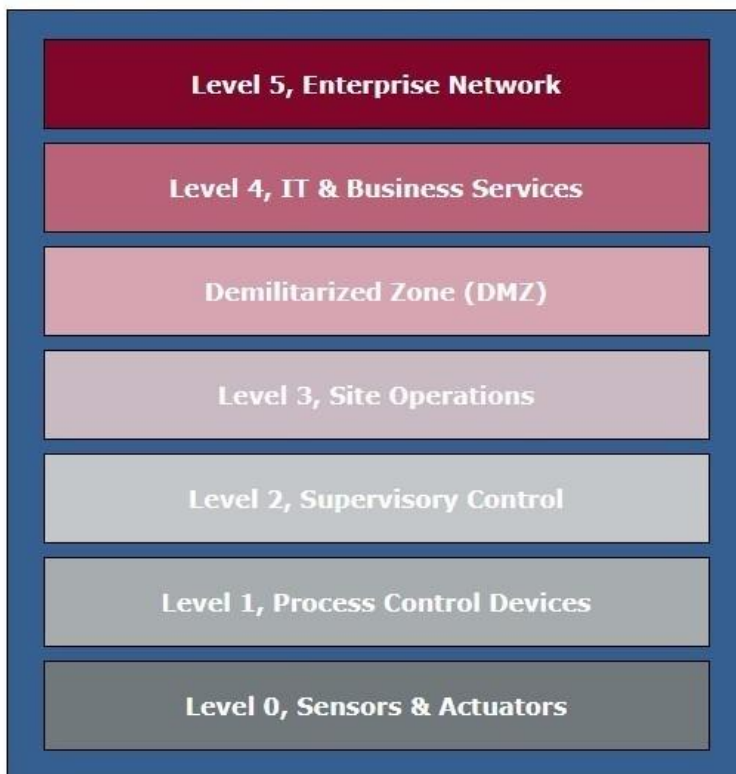 Level 5, Enterprise Network
Level 4, IT & Business Services
Demilitarized Zone (DMZ)
Level 3, Site Operations
Level 2, Supervisory Control
Level 1, Process Control Devices
Level 0, Sensors & Actuators